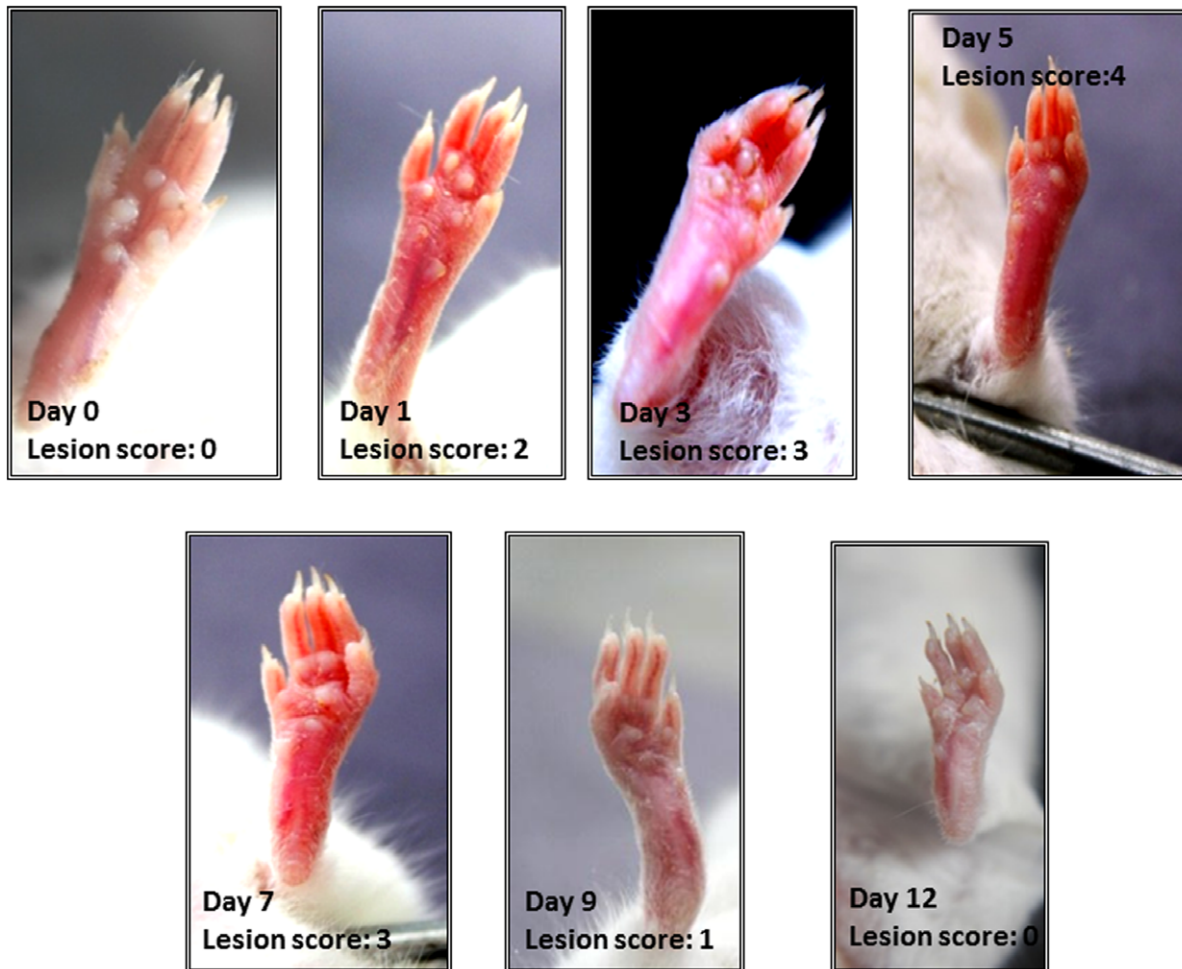 Day 0
Lesion score: 0
Day 1
Lesion score: 2
Day 3
Lesion score: 3
Day 5
Lesion score:4
Day 7
Lesion score: 3
Day 9
Lesion score: 1
Day 12
Lesion score: 0